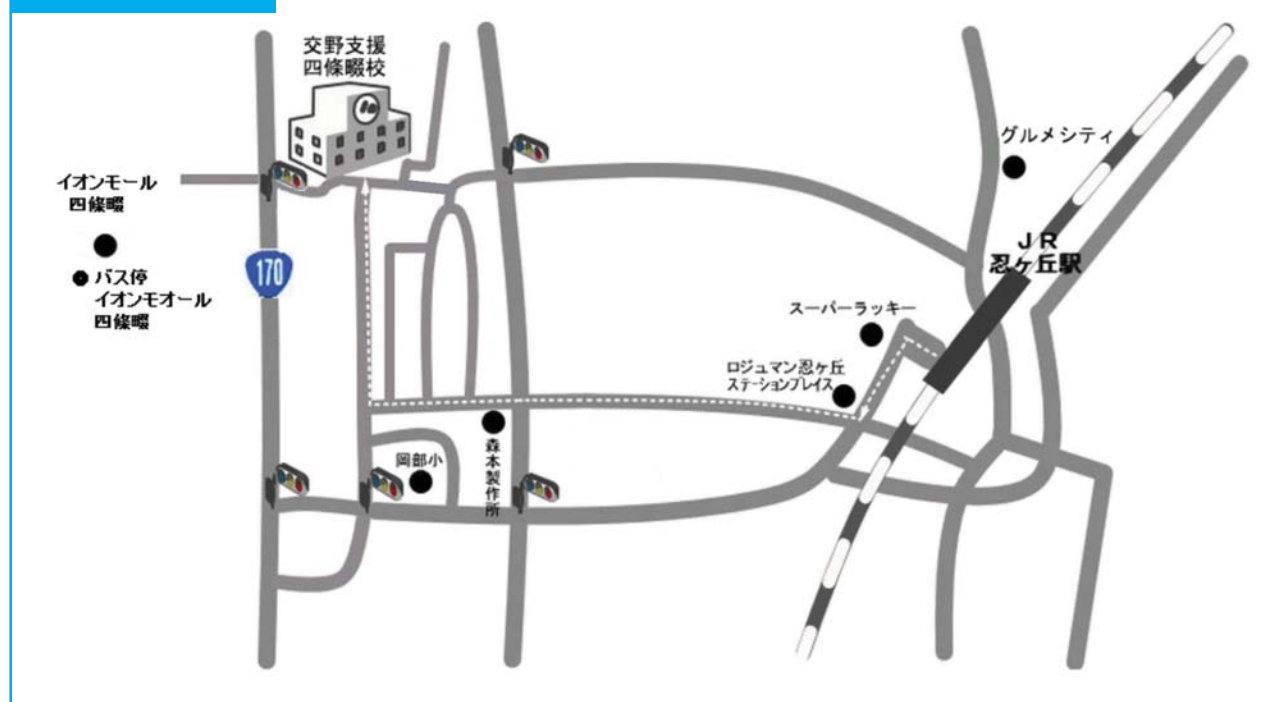 交野支援
四條畷校
グルメシティ
イオンモール
四條畷
ＪＲ
忍ケ丘駅
170
バス停
イオンモオール
四條畷
スーパーラッキー
ロジュマン忍ケ丘
ステーションプレイス
森本製作所
岡部小